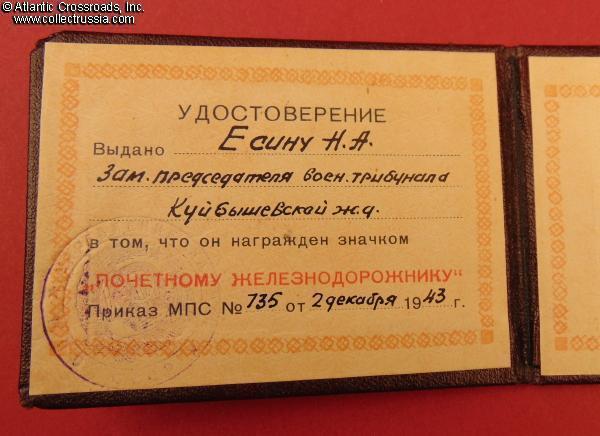 © Atlantic Crossroads, Inc.
www.collectrussia.com
УДОСТОВЕРЕНИЕ
Выдано Есину Н.А.
Зам. председателя воен. трибунала
Куйбышевской ж.д.
в том, что он награжден значком
„ПОЧЕТНОМУ ЖЕЛЕЗНОДОРОЖНИКУ“
Приказ МПС № 735 от 2 декабря 1943 г.